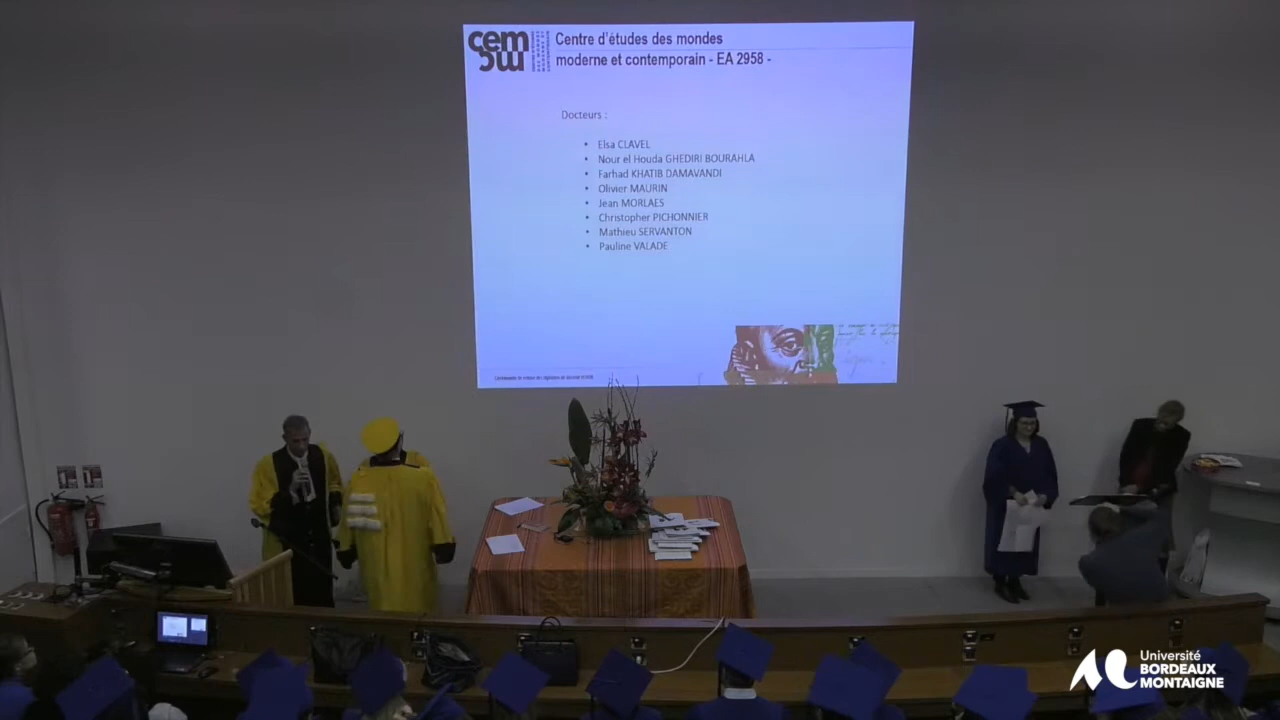 cem
Centre d'études des mondes
moderne et contemporain - EA 2958 -
Docteurs :
• Elsa CLAVEL
• Nour el Houda GHEDIRI BOURAHLA
• Farhad KHATIB DAMAVANDI
• Olivier MAURIN
• Jean MORLAES
• Christopher PICHONNIER
• Mathieu SERVANTON
• Pauline VALADE
Université
BORDEAUX
MONTAIGNE